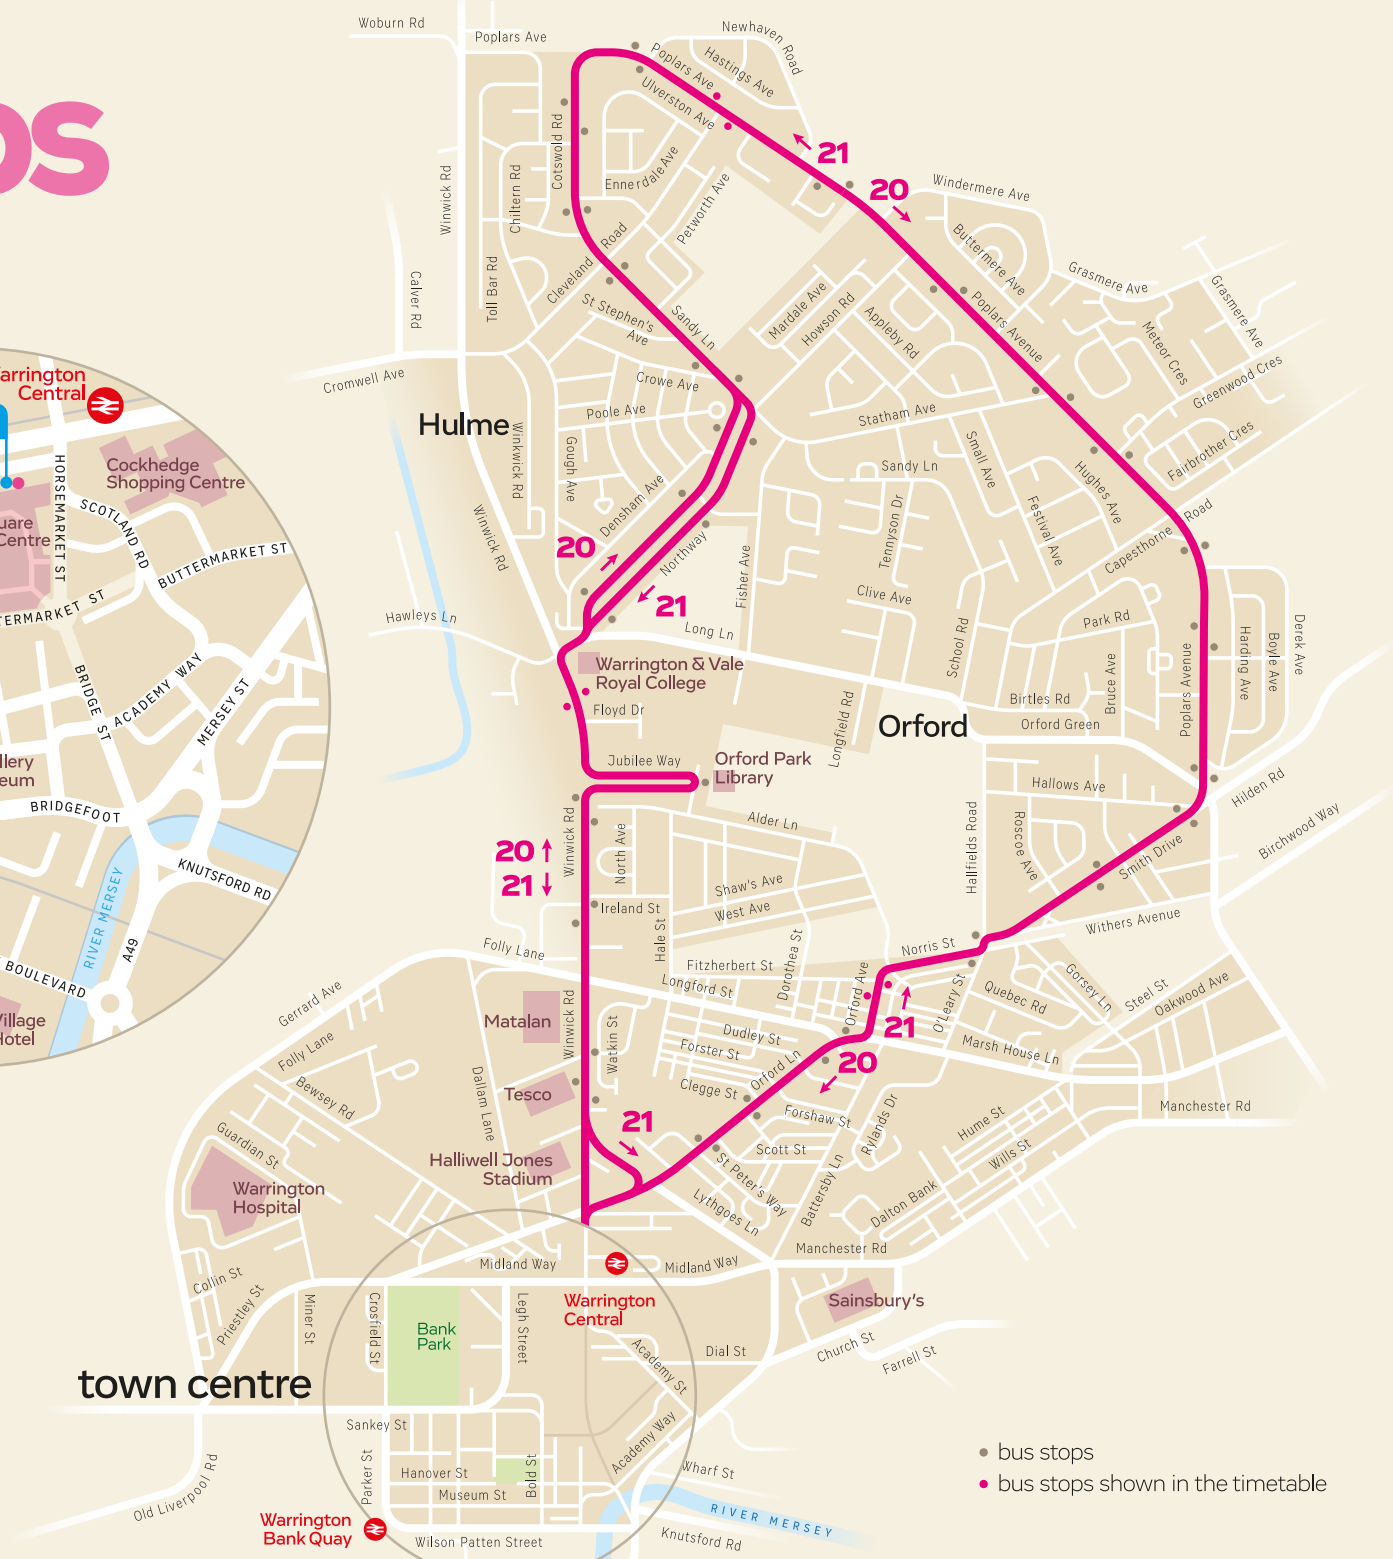 Woburn Rd
Poplars Ave
Newhaven Road
Poplars Ave
Hastings Ave
Ulverston Ave
Cotswold Rd
Ennerdale Ave
Petworth Ave
Winwick Rd
Chiltern Rd
21
20
Windermere Ave
Buttermere Ave
Grasmere Ave
Grasmere Ave
Calver Rd
Toll Bar Rd
Cleveland Road
St Stephen's
Ave
Sandy Ln
Mardale Ave
Howson Rd
Appleby Rd
Poplars Avenue
Meteor Cres
Greenwood Cres
Fairbrother Cres
Cromwell Ave
Crowe Ave
Poole Ave
Statham Ave
Hulme
Winkwick Rd
Gough Ave
Densham Ave
Sandy Ln
Small Ave
Hughes Ave
Festival Ave
Capesthorne Road
Winwick Rd
Northway
Fisher Ave
Tennyson Dr
20
21
Clive Ave
Hawleys Ln
Long Ln
School Rd
Park Rd
Bruce Ave
Poplars Avenue
Harding Ave
Boyle Ave
Derek Ave
Warrington & Vale
Royal College
Floyd Dr
Longfield Rd
Orford
Birtles Rd
Orford Green
Jubilee Way
Orford Park
Library
Hallows Ave
Hilden Rd
Birchwood Way
Winwick Rd
North Ave
Alder Ln
Hallfields Road
Roscoe Ave
Smith Drive
20
21
Shaw's Ave
West Ave
Ireland St
Hale St
Withers Avenue
Folly Lane
Norris St
Fitzherbert St
Longford St
Dorothea St
Orford Ave
O'Leary St
Quebec Rd
Gorsey Ln
Steel St
Oakwood Ave
Gerrard Ave
Matalan
Winwick Rd
Watkin St
Dudley St
Forster St
Orford Ln
21
20
Marsh House Ln
Folly Lane
Bewsey Rd
Dallam Lane
Tesco
Clegge St
Forshaw St
Rylands Dr
Hume St
Wills St
Manchester Rd
21
Guardian St
Warrington
Hospital
Halliwell Jones
Stadium
Scott St
St Peter's Way
Lythgoes Ln
Battersby Ln
Dalton Bank
Manchester Rd
Midland Way
Midland Way
Warrington
Central
Sainsbury's
Collin St
Priestley St
Miner St
Crosfield St
Bank
Park
Legh Street
Academy St
Dial St
Church St
Farrell St
town centre
Sankey St
Parker St
Hanover St
Museum St
Bold St
Academy Way
Wharf St
Old Liverpool Rd
Warrington
Bank Quay
Wilson Patten Street
Knutsford Rd
RIVER MERSEY
bus stops
bus stops shown in the timetable
Central
Cockhedge
Shopping Centre
HORSEMARKET ST
SCOTLAND RD
BUTTERMARKET ST
Centre
BRIDGE ST
ACADEMY WAY
MERSEY ST
BRIDGEFOOT
KNUTSFORD RD
RIVER MERSEY
A49
BOULEVARD